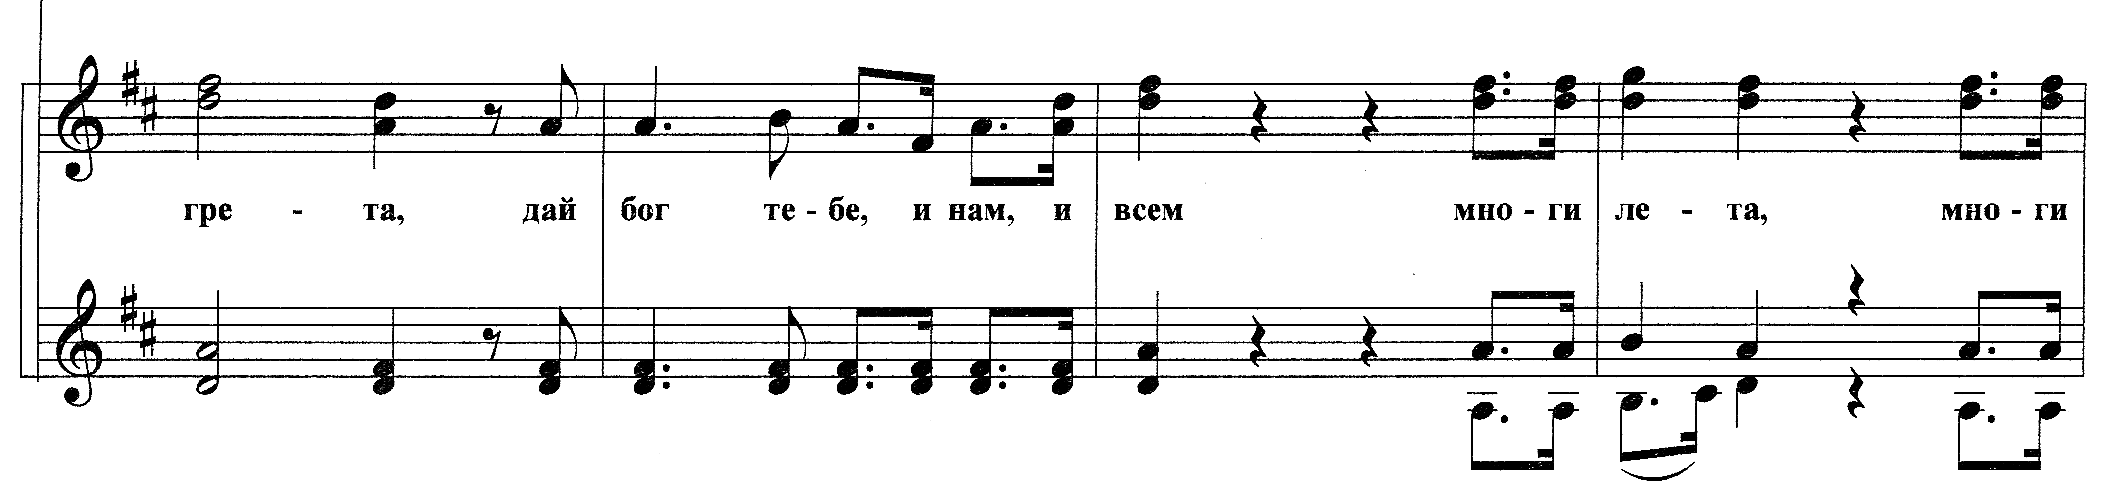 гре - та, дай бог те - бе, и нам, и всем мно - ги ле - та, мно - ги